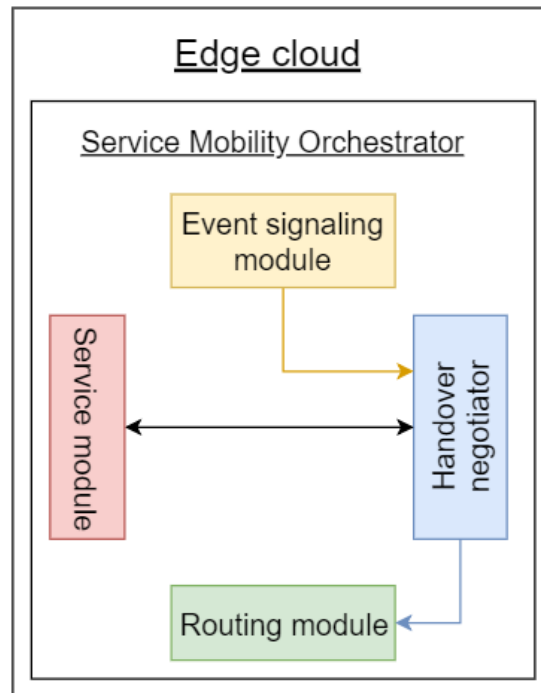 Edge cloud
Service Mobility Orchestrator
Event signaling
module
Service module
Handover
negotiator
Routing module